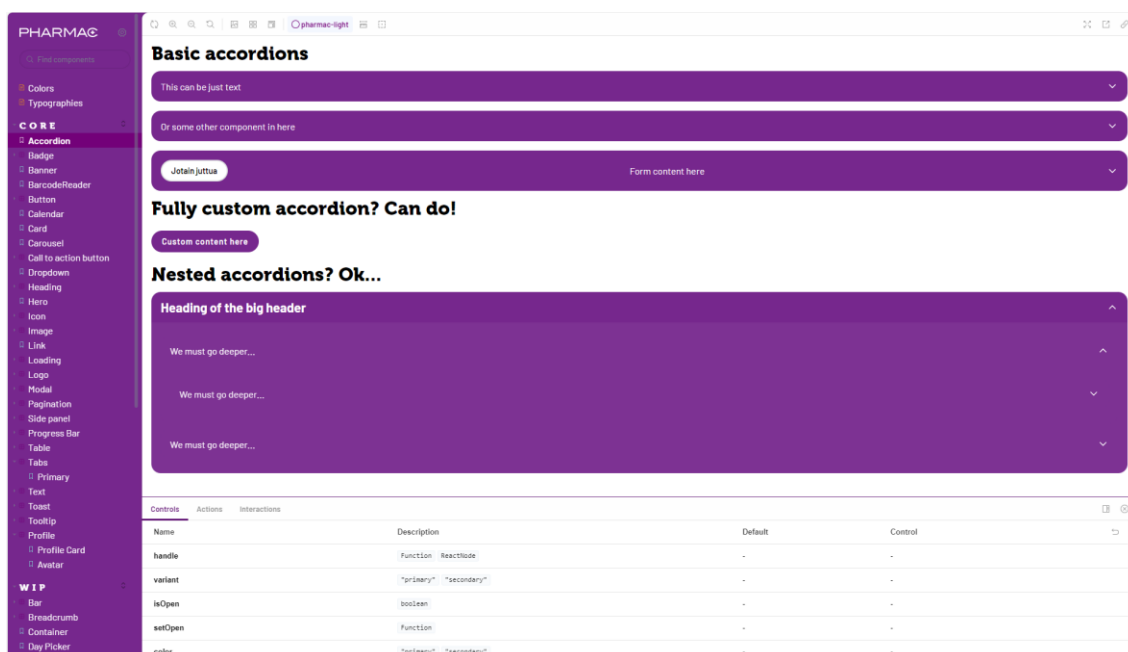 PHARMAC
Find components
Colors
Typographies
CORE
Accordion
Badge
Banner
BarcodeReader
Button
Calendar
Card
Carousel
Call to action button
Dropdown
Heading
Hero
Icon
Image
Link
Loading
Logo
Modal
Pagination
Side panel
Progress Bar
Table
Tabs
Primary
Text
Toast
Tooltip
Profile
Profile Card
Avatar
WIP
Bar
Breadcrumb
Container
Day Picker
pharmac-light
Basic accordions
This can be just text
Or some other component in here
Jotain juttua Form content here
Fully custom accordion? Can do!
Custom content here
Nested accordions? Ok...
Heading of the big header
We must go deeper...
We must go deeper...
We must go deeper...
Controls Actions Interactions
Name Description Default Control
handle Function ReactNode - -
variant "primary" "secondary" - -
isOpen boolean - -
setOpen Function - -
color "primary" "secondary" - -